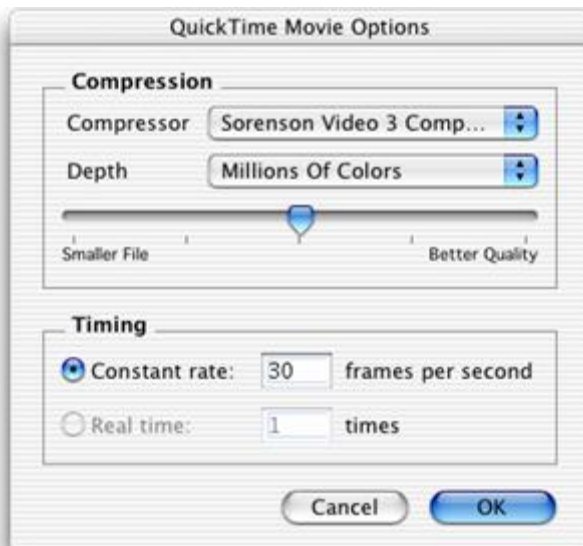 QuickTime Movie Options
Compression
Compressor Sorenson Video 3 Comp...
Depth Millions Of Colors
Smaller File Better Quality
Timing
Constant rate: 30 frames per second
Real time: 1 times
Cancel OK